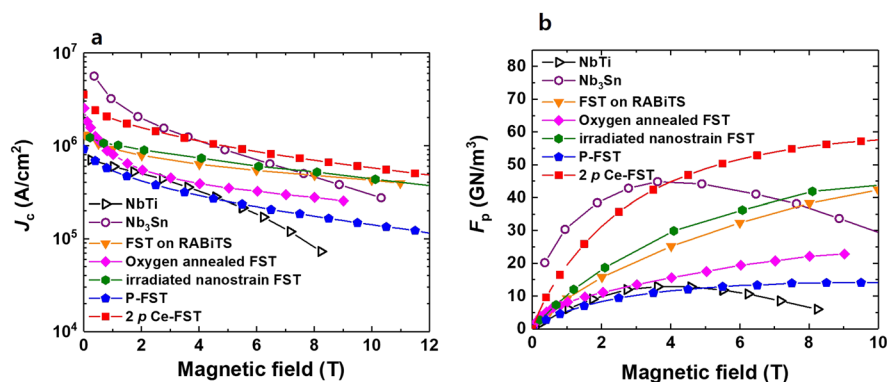 a
J_c (A/cm²)
10⁷
10⁶
10⁵
10⁴
NbTi
Nb₃Sn
FST on RABiTS
Oxygen annealed FST
irradiated nanostrain FST
P-FST
2 p Ce-FST
0 2 4 6 8 10 12
Magnetic field (T)
b
F_p (GN/m³)
80
70
60
50
40
30
20
10
0
NbTi
Nb₃Sn
FST on RABiTS
Oxygen annealed FST
irradiated nanostrain FST
P-FST
2 p Ce-FST
0 2 4 6 8 10
Magnetic field (T)